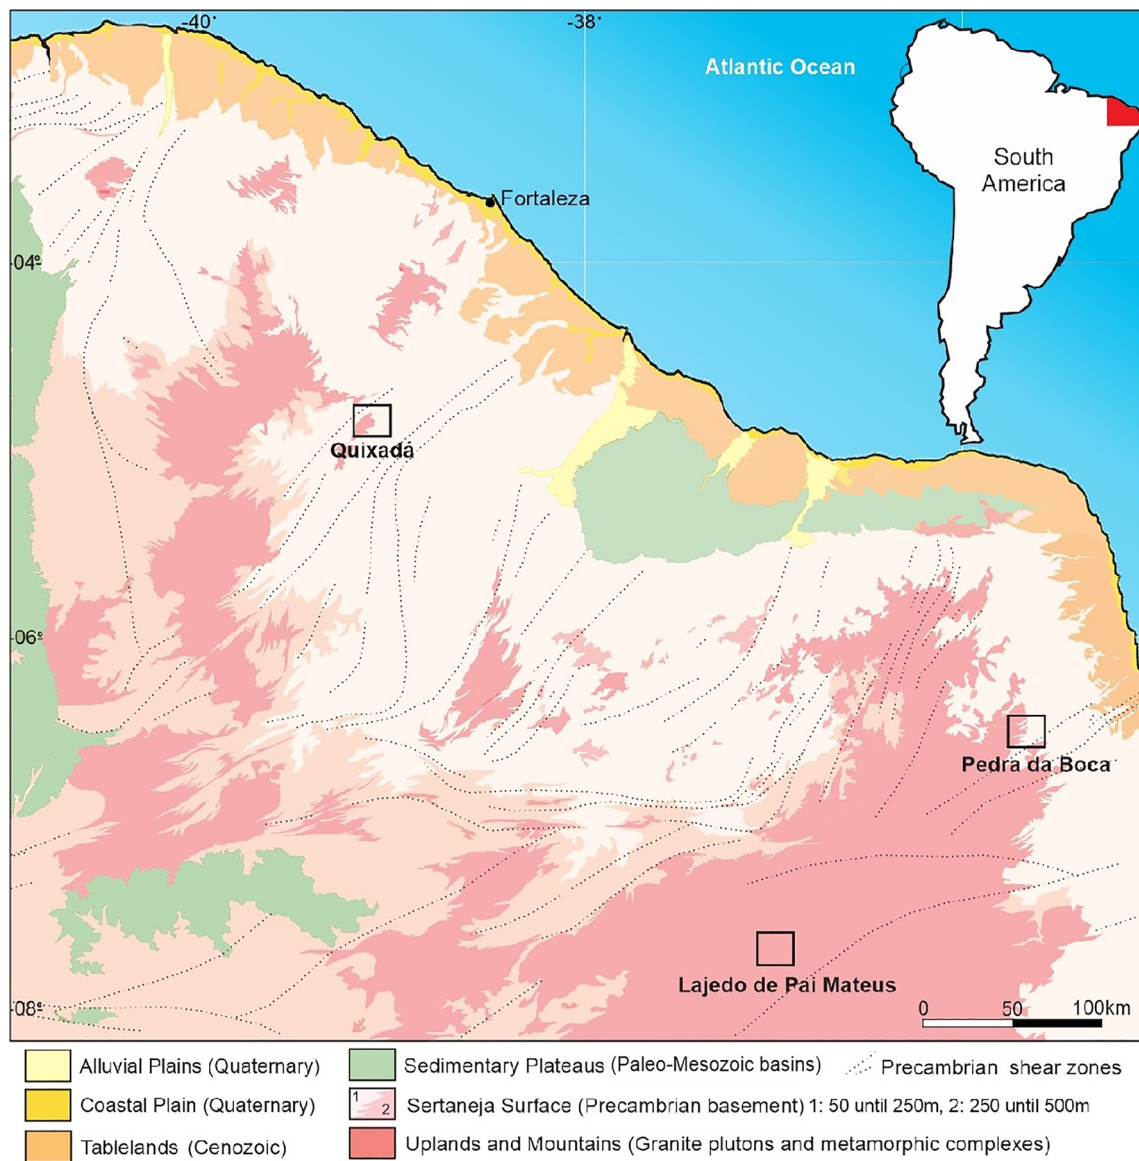 -40°
-38°
Atlantic Ocean
South
America
Fortaleza
04°
Quixadá
06°
Pedra da Boca
Lajedo de Pai Mateus
08°
0 50 100km
Alluvial Plains (Quaternary)
Sedimentary Plateaus (Paleo-Mesozoic basins)
Precambrian shear zones
Coastal Plain (Quaternary)
1
2
Sertaneja Surface (Precambrian basement) 1: 50 until 250m, 2: 250 until 500m
Tablelands (Cenozoic)
Uplands and Mountains (Granite plutons and metamorphic complexes)